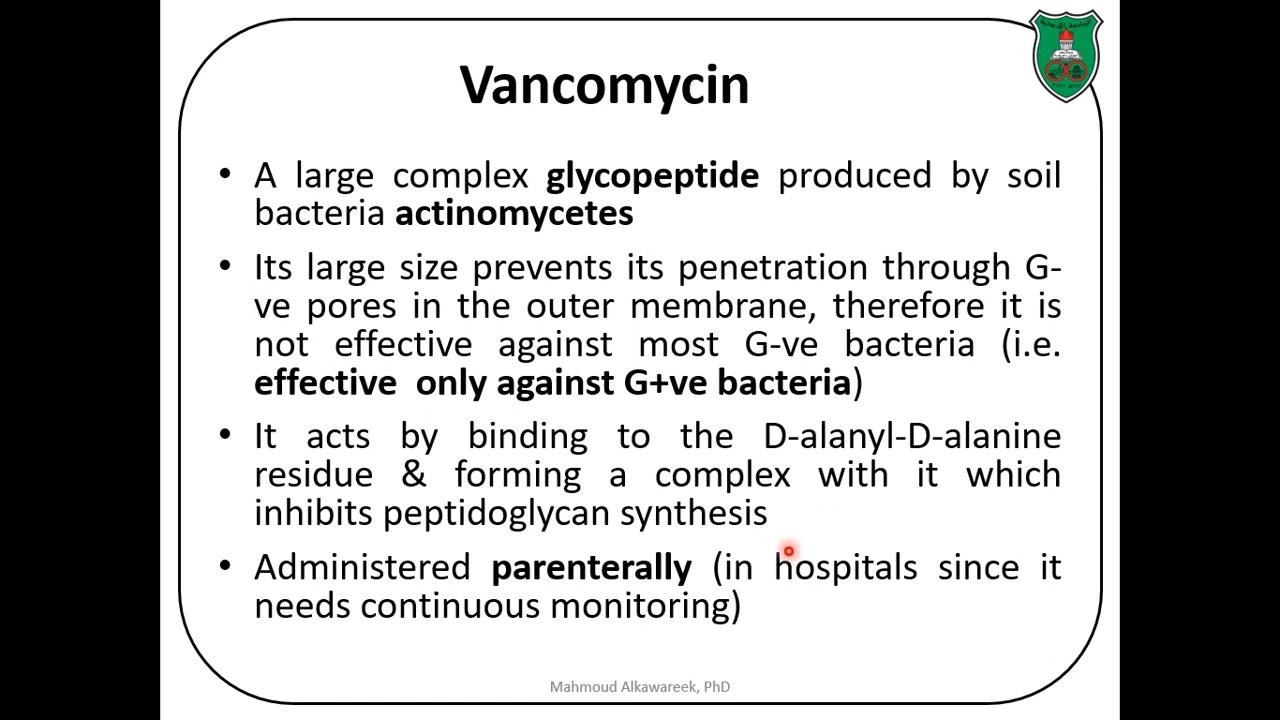 Vancomycin
• A large complex glycopeptide produced by soil
bacteria actinomycetes
• Its large size prevents its penetration through G-
ve pores in the outer membrane, therefore it is
not effective against most G-ve bacteria (i.e.
effective only against G+ve bacteria)
• It acts by binding to the D-alanyl-D-alanine
residue & forming a complex with it which
inhibits peptidoglycan synthesis
• Administered parenterally (in hospitals since it
needs continuous monitoring)
Mahmoud Alkawareek, PhD